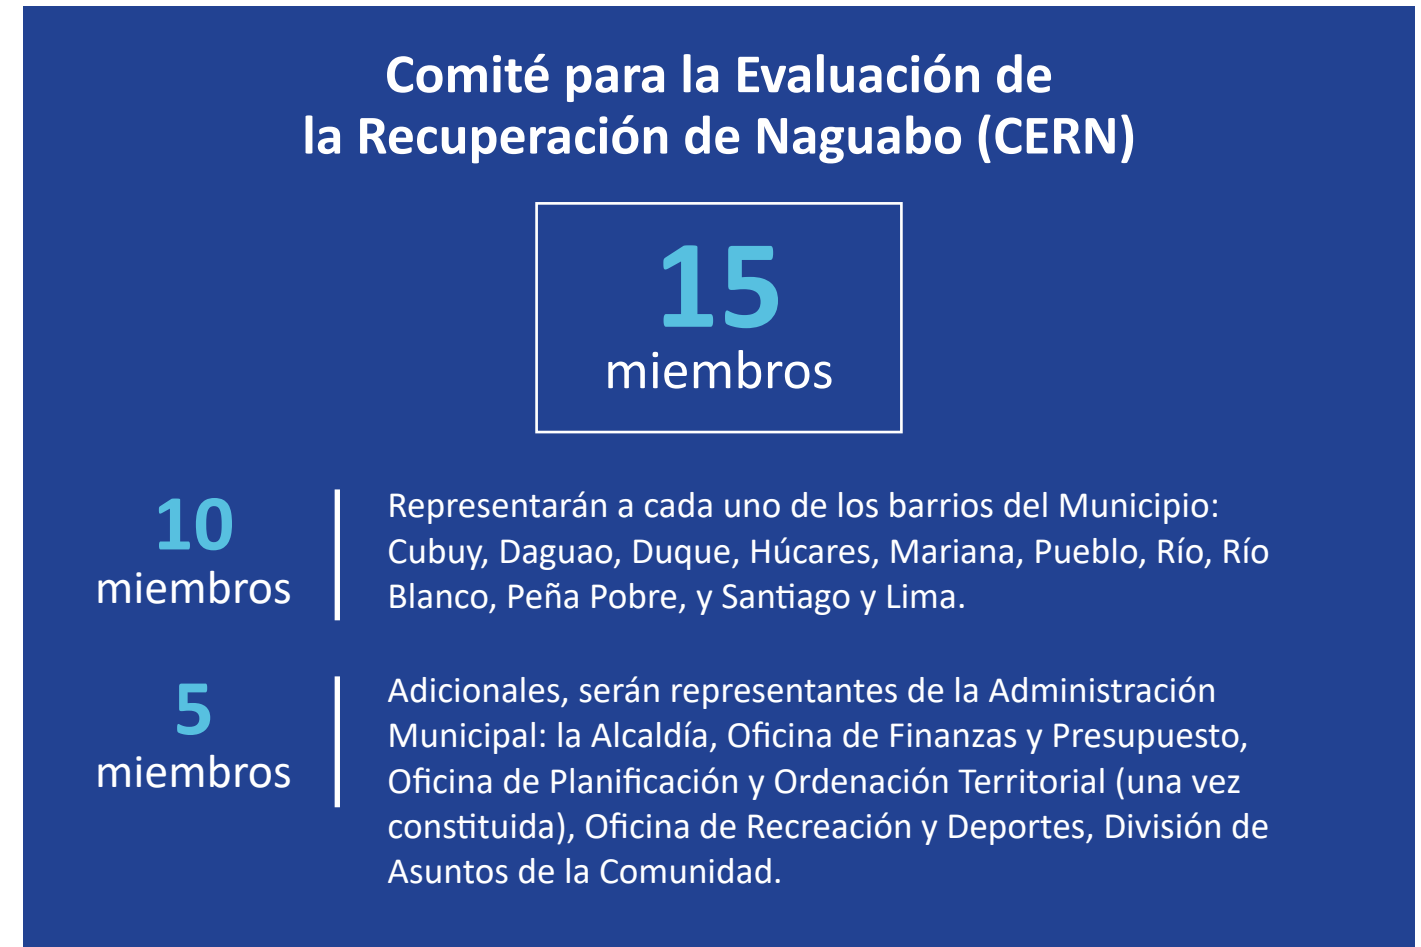 Comité para la Evaluación de
la Recuperación de Naguabo (CERN)
15
miembros
10
miembros
Representarán a cada uno de los barrios del Municipio:
Cubuy, Daguao, Duque, Húcares, Mariana, Pueblo, Río, Río
Blanco, Peña Pobre, y Santiago y Lima.
5
miembros
Adicionales, serán representantes de la Administración
Municipal: la Alcaldía, Oficina de Finanzas y Presupuesto,
Oficina de Planificación y Ordenación Territorial (una vez
constituida), Oficina de Recreación y Deportes, División de
Asuntos de la Comunidad.